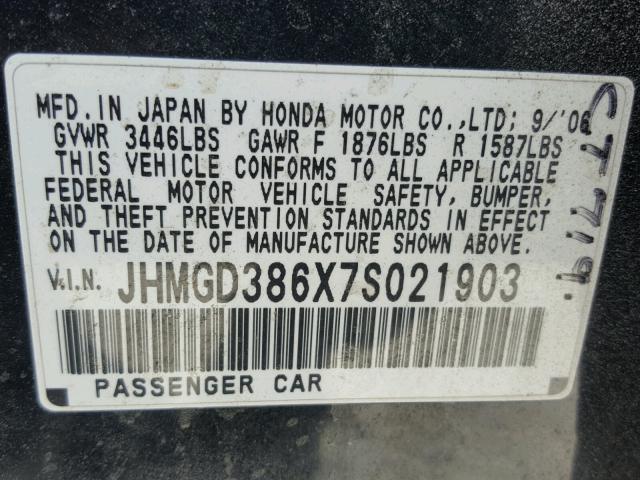 MFD.IN JAPAN BY HONDA MOTOR CO.,LTD; 9/'06
GVWR 3446LBS GAWR F 1876LBS R 1587LBS
THIS VEHICLE CONFORMS TO ALL APPLICABLE
FEDERAL MOTOR VEHICLE SAFETY, BUMPER,
AND THEFT PREVENTION STANDARDS IN EFFECT
ON THE DATE OF MANUFACTURE SHOWN ABOVE.
V.I.N. JHMGD386X7S021903
PASSENGER CAR